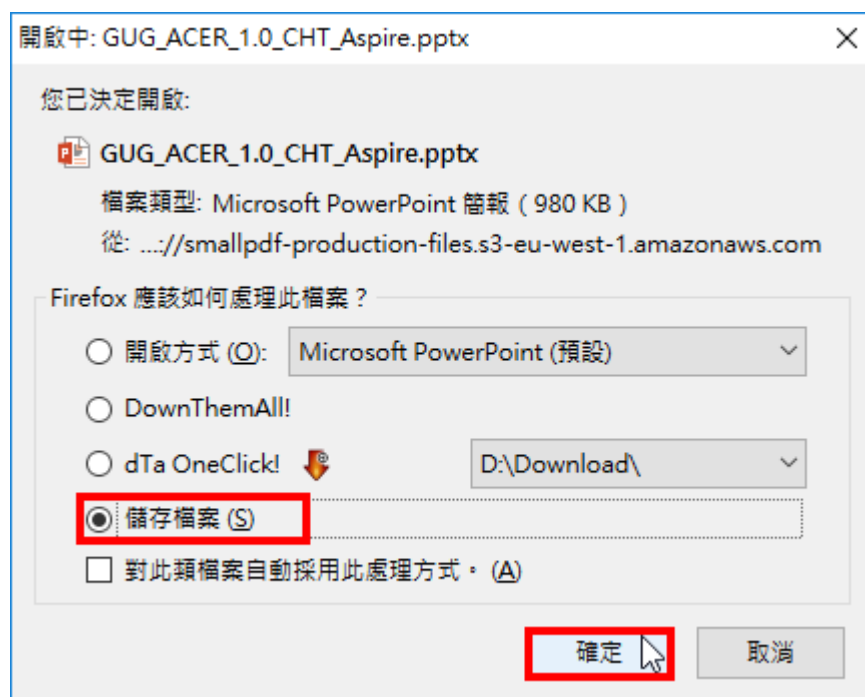 開啟中: GUG_ACER_1.0_CHT_Aspire.pptx
您已決定開啟:
GUG_ACER_1.0_CHT_Aspire.pptx
檔案類型: Microsoft PowerPoint 簡報 ( 980 KB )
從: ...://smallpdf-production-files.s3-eu-west-1.amazonaws.com
Firefox 應該如何處理此檔案？
開啟方式 (O): Microsoft PowerPoint (預設)
DownThemAll!
dTa OneClick! D:\Download\
儲存檔案 (S)
對此類檔案自動採用此處理方式。 (A)
確定 取消